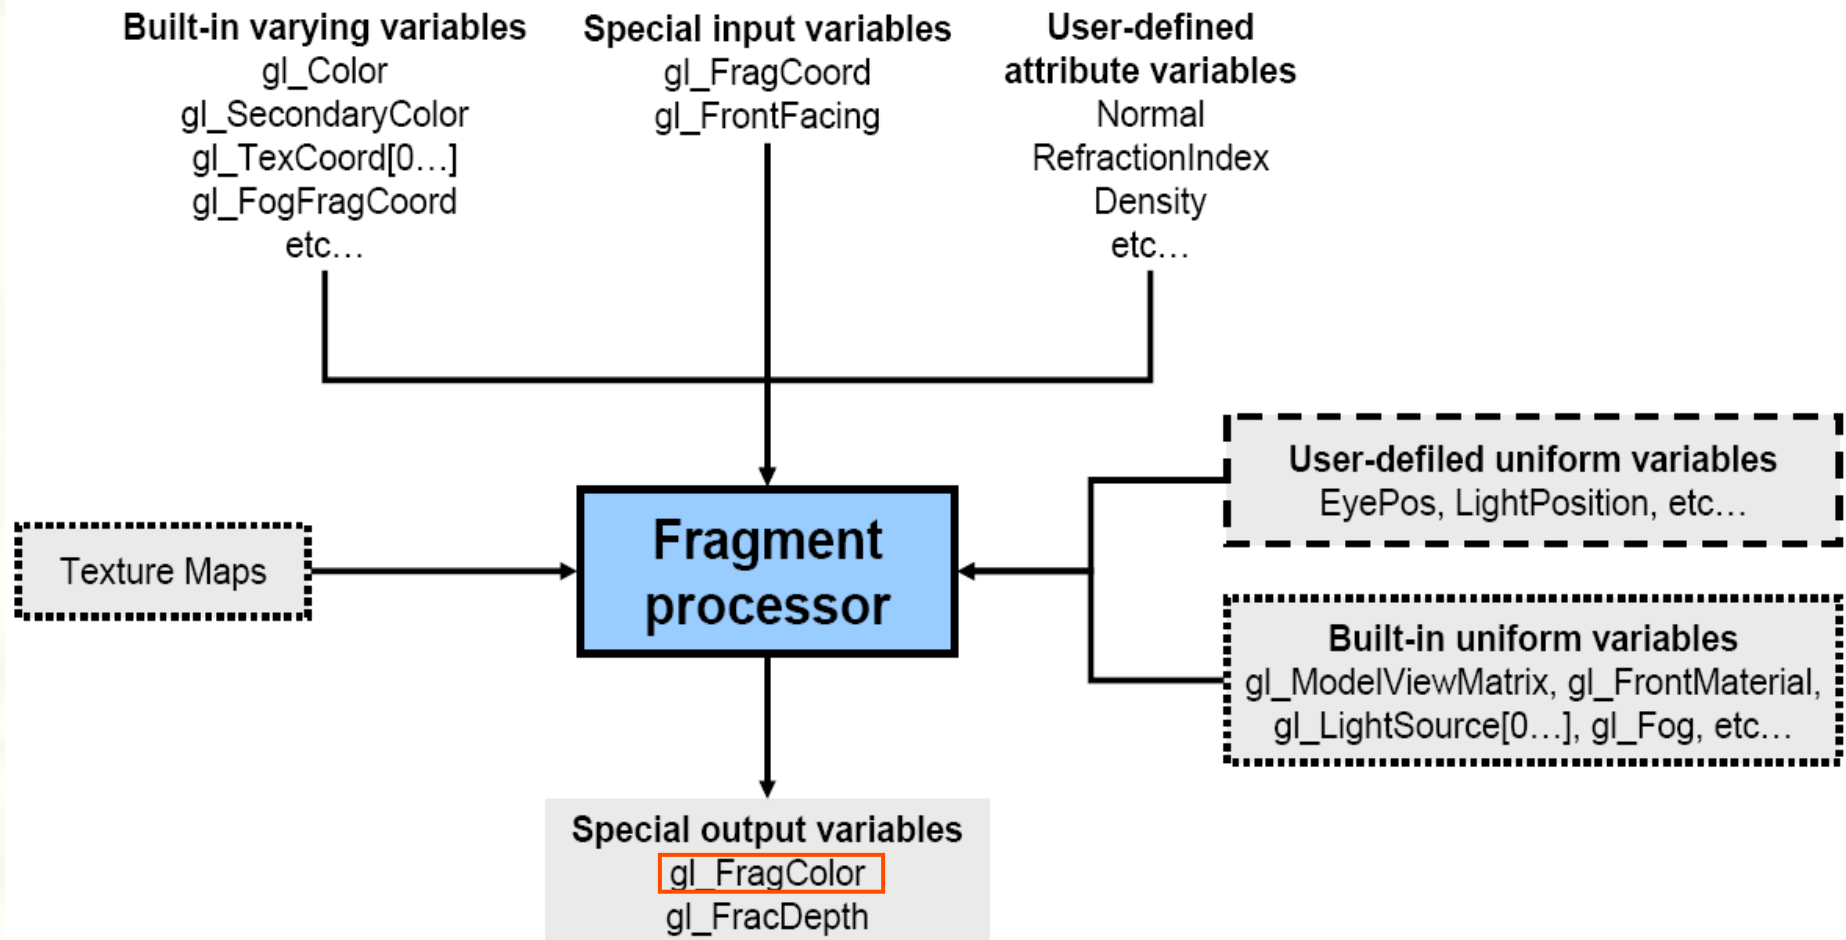 Built-in varying variables
gl_Color
gl_SecondaryColor
gl_TexCoord[0…]
gl_FogFragCoord
etc…
Special input variables
gl_FragCoord
gl_FrontFacing
User-defined
attribute variables
Normal
RefractionIndex
Density
etc…
Texture Maps
Fragment
processor
User-defiled uniform variables
EyePos, LightPosition, etc…
Built-in uniform variables
gl_ModelViewMatrix, gl_FrontMaterial,
gl_LightSource[0…], gl_Fog, etc…
Special output variables
gl_FragColor
gl_FracDepth